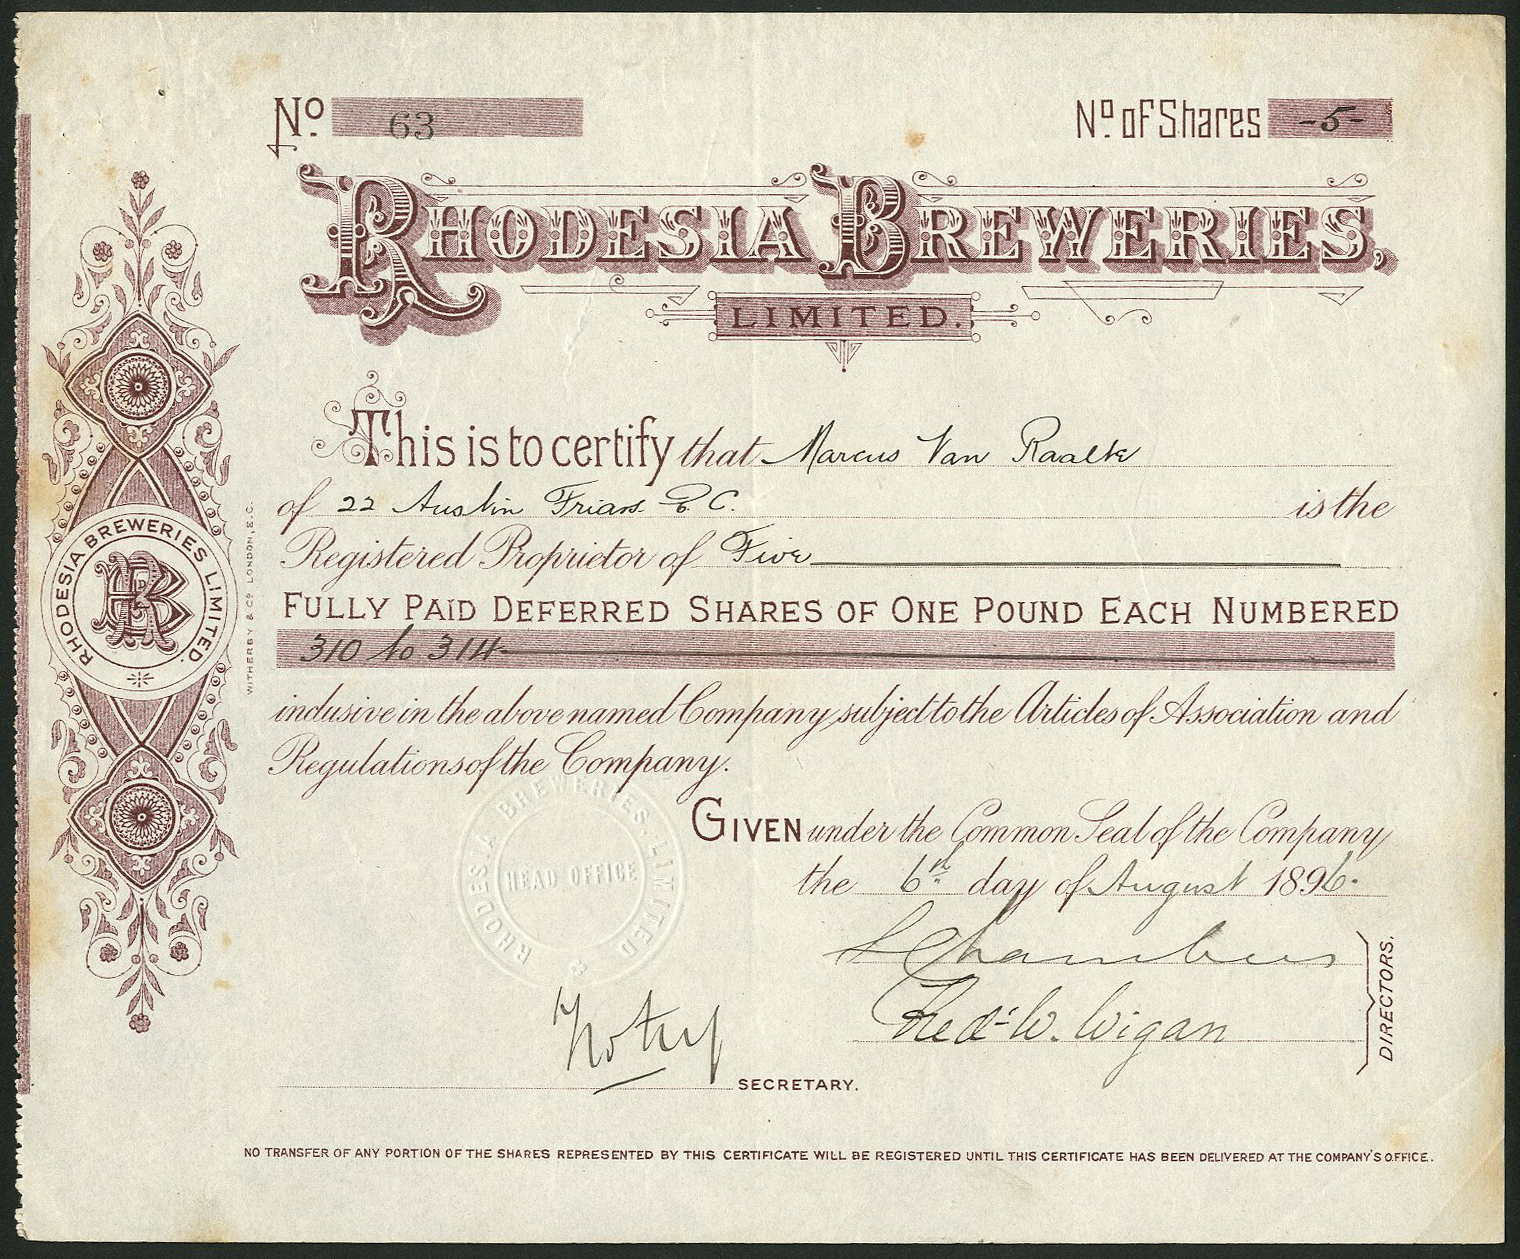 No. 63
No. of Shares -5-
RHODESIA BREWERIES,
LIMITED.
This is to certify that Marcus Van Raalte
of 22 Austin Friars E.C. is the
Registered Proprietor of Five
FULLY PAID DEFERRED SHARES OF ONE POUND EACH NUMBERED
310 to 314
inclusive in the above named Company, subject to the Articles of Association and
Regulations of the Company.
GIVEN under the Common Seal of the Company
the 6th day of August 1896.
Chambers
Fredk W. Wigan
DIRECTORS.
SECRETARY.
NO TRANSFER OF ANY PORTION OF THE SHARES REPRESENTED BY THIS CERTIFICATE WILL BE REGISTERED UNTIL THIS CERTIFICATE HAS BEEN DELIVERED AT THE COMPANY'S OFFICE.
RHODESIA BREWERIES LIMITED.
WITHERBY & CO. LONDON, E.C.
RHODESIA BREWERIES, LIMITED
HEAD OFFICE